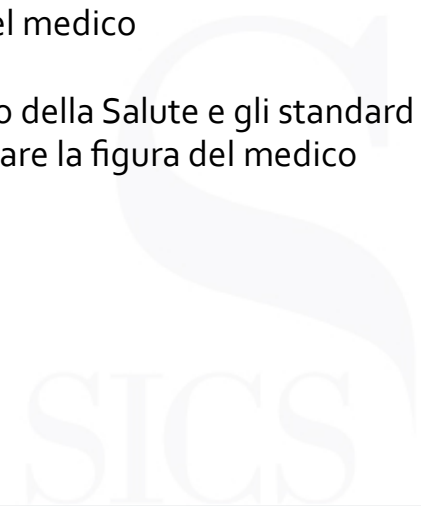 el medico
o della Salute e gli standard
are la figura del medico
SICS